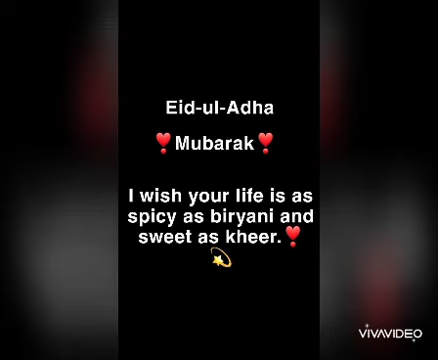 Eid-ul-Adha
❣️Mubarak❣️
I wish your life is as
spicy as biryani and
sweet as kheer.❣️
💫
VIVAVIDEO